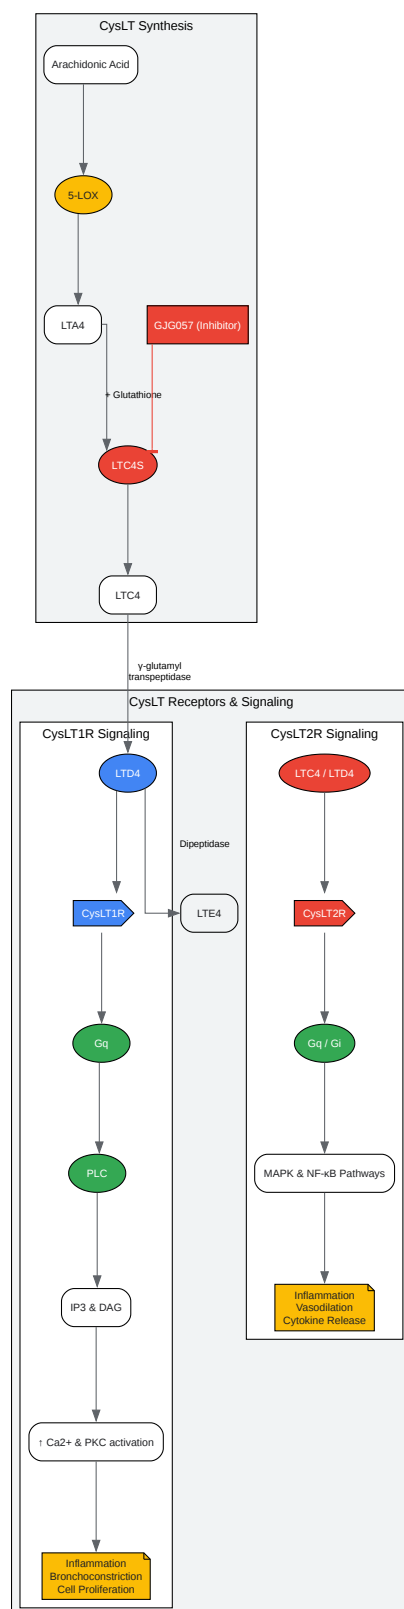 CysLT Synthesis
Arachidonic Acid
5-LOX
LTA4
GJG057 (Inhibitor)
+ Glutathione
LTC4S
LTC4
γ-glutamyl
transpeptidase
CysLT Receptors & Signaling
CysLT1R Signaling
LTD4
Dipeptidase
CysLT1R
LTE4
Gq
PLC
IP3 & DAG
↑ Ca2+ & PKC activation
Inflammation
Bronchoconstriction
Cell Proliferation
CysLT2R Signaling
LTC4 / LTD4
CysLT2R
Gq / Gi
MAPK & NF-κB Pathways
Inflammation
Vasodilation
Cytokine Release